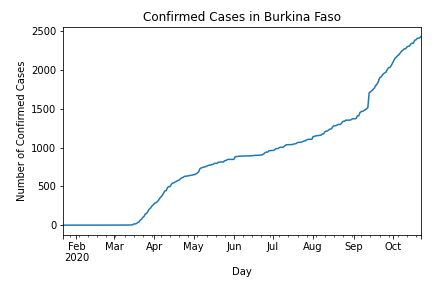 Confirmed Cases in Burkina Faso
Number of Confirmed Cases
2500
2000
1500
1000
500
0
Feb Mar Apr May Jun Jul Aug Sep Oct
2020
Day